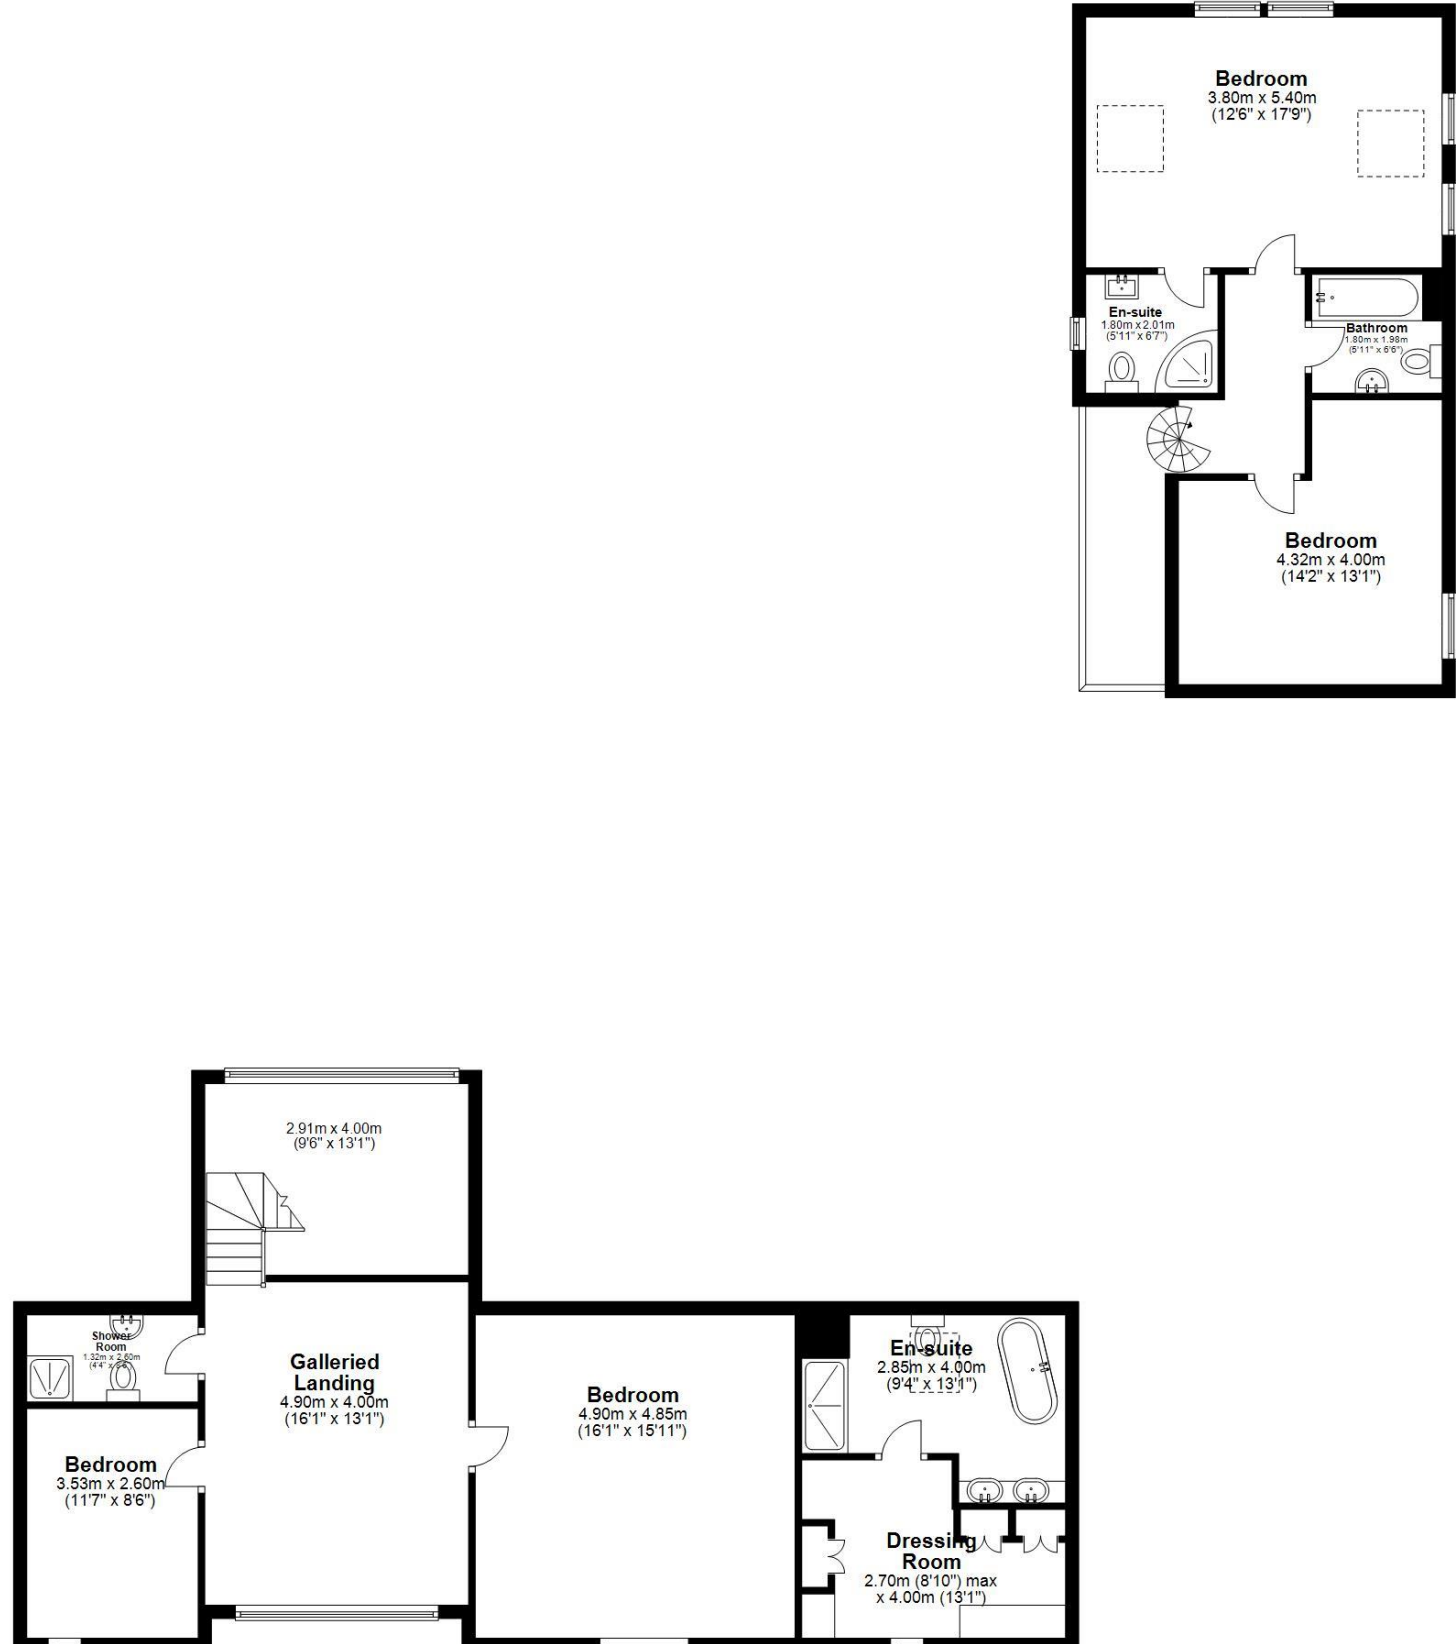 Bedroom
3.80m x 5.40m
(12'6" x 17'9")
En-suite
1.80m x 2.01m
(5'11" x 6'7")
Bathroom
1.80m x 1.98m
(5'11" x 6'6")
Bedroom
4.32m x 4.00m
(14'2" x 13'1")
2.91m x 4.00m
(9'6" x 13'1")
Shower
Room
1.32m x 2.60m
(4'4" x 8'6")
Galleried
Landing
4.90m x 4.00m
(16'1" x 13'1")
Bedroom
4.90m x 4.85m
(16'1" x 15'11")
En-suite
2.85m x 4.00m
(9'4" x 13'1")
Bedroom
3.53m x 2.60m
(11'7" x 8'6")
Dressing
Room
2.70m (8'10") max
x 4.00m (13'1")